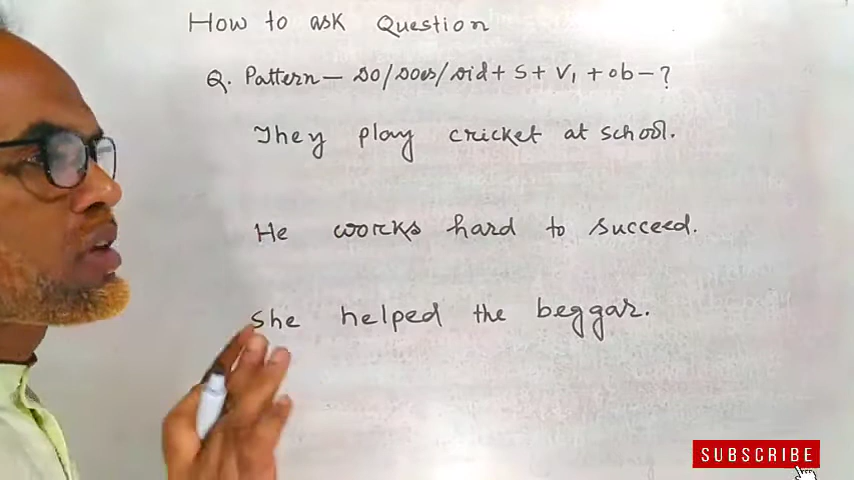 How to ask Question
Q. Pattern — Do/Does/Did + S + V1 + ob — ?
They play cricket at school.
He works hard to succeed.
She helped the beggar.
SUBSCRIBE